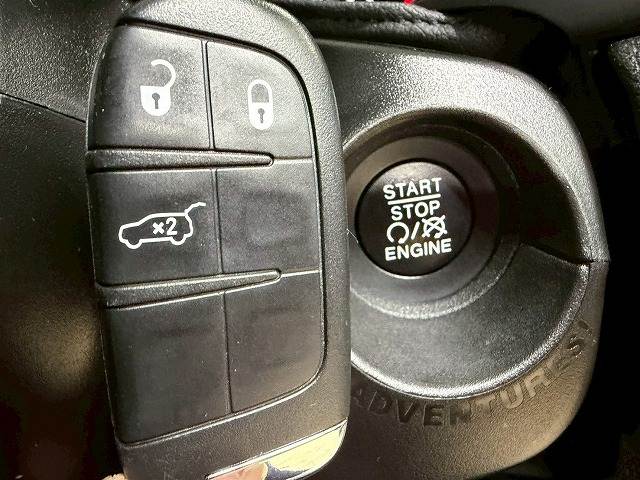 ×2
START
STOP
ENGINE
ADVENTURES!